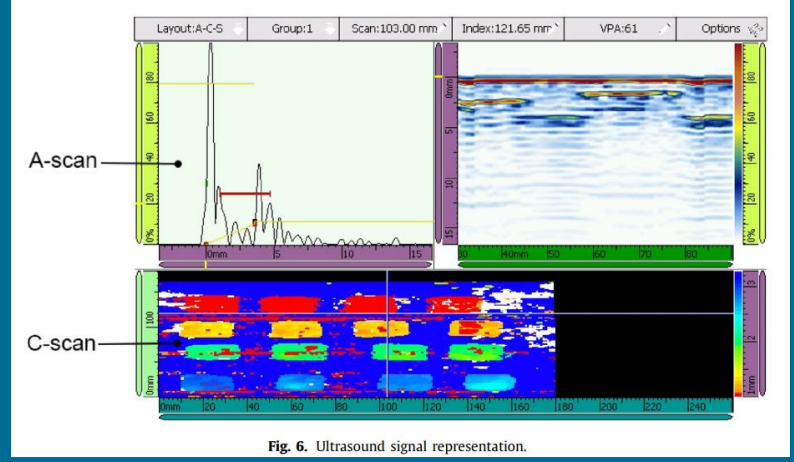 Layout:A-C-S Group:1 Scan:103.00 mm Index:121.65 mm VPA:61 Options
A-scan
C-scan
0% 20 40 60 80
0mm 5 10 15
0mm 5 10 15
30 40mm 50 60 70 80
0% 20 40 60 80
0mm 100
0mm 20 40 60 80 100 120 140 160 180 200 220 240
1mm 2 3
Fig. 6. Ultrasound signal representation.